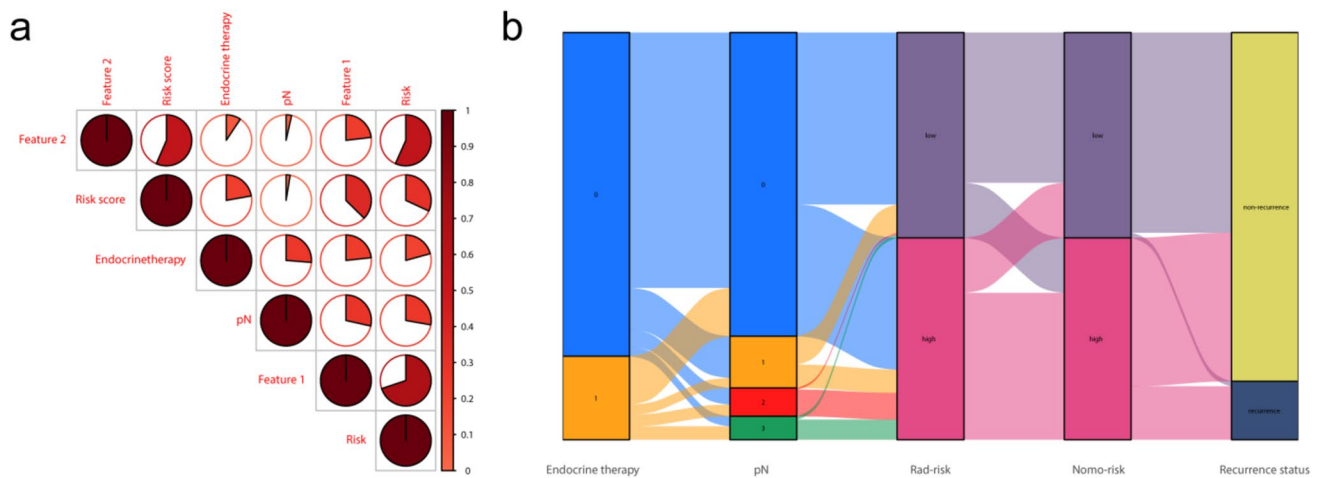 a
Feature 2
Risk score
Endocrine therapy
pN
Feature 1
Risk
Feature 2
Risk score
Endocrinetherapy
pN
Feature 1
Risk
1
0.9
0.8
0.7
0.6
0.5
0.4
0.3
0.2
0.1
0
b
0
1
0
1
2
3
low
high
low
high
non-recurrence
recurrence
Endocrine therapy
pN
Rad-risk
Nomo-risk
Recurrence status